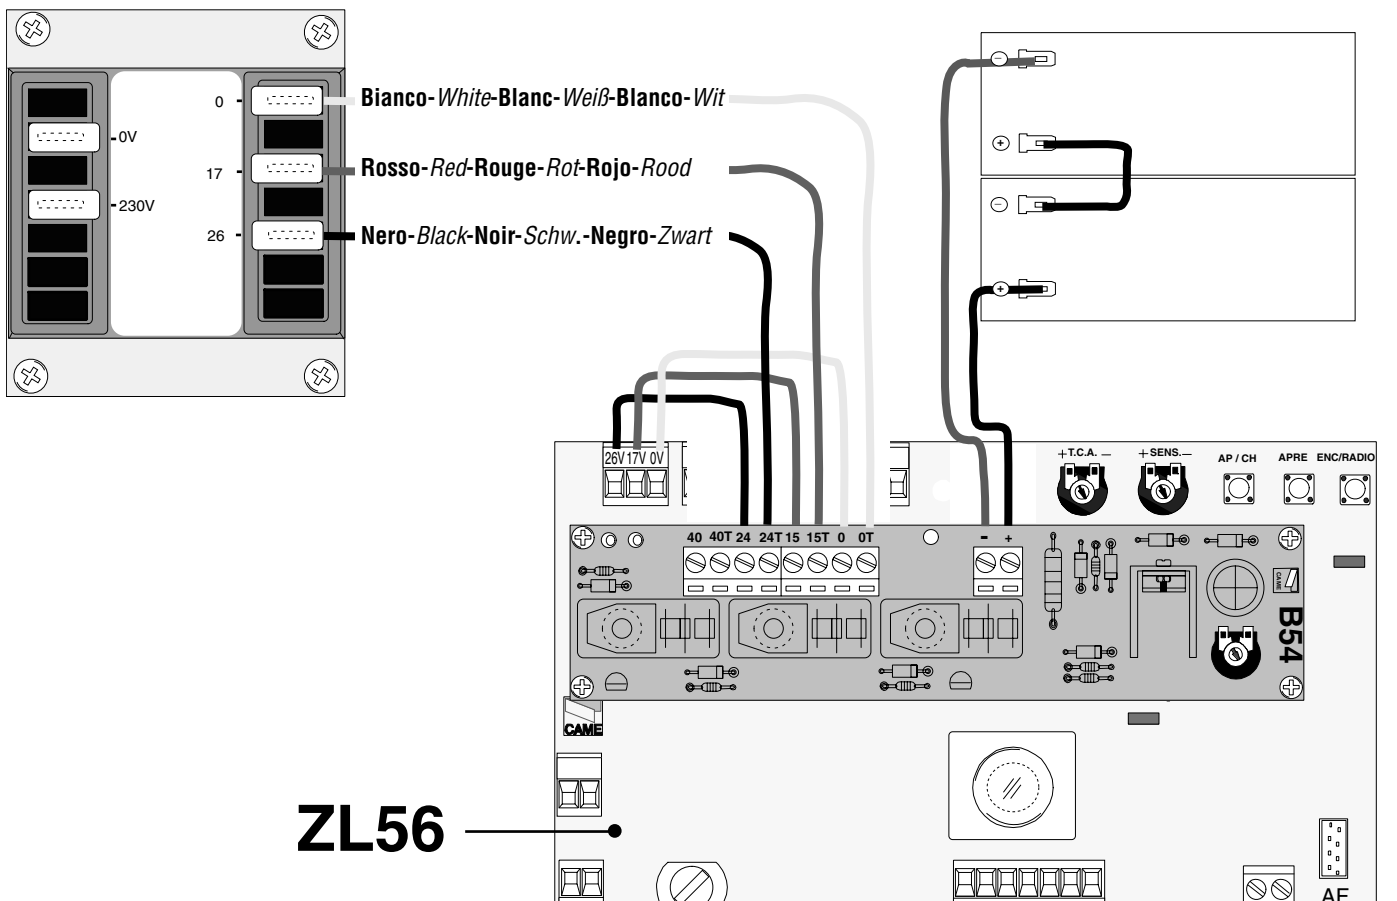 0
Bianco-White-Blanc-Weiß-Blanco-Wit
0V
17
Rosso-Red-Rouge-Rot-Rojo-Rood
230V
26
Nero-Black-Noir-Schw.-Negro-Zwart
−
+
−
+
26V 17V 0V
+ T.C.A. −
+ SENS. −
AP / CH
APRE
ENC/RADIO
40 40T 24 24T 15 15T 0 0T
- +
CAME
B54
CAME
ZL56
AF